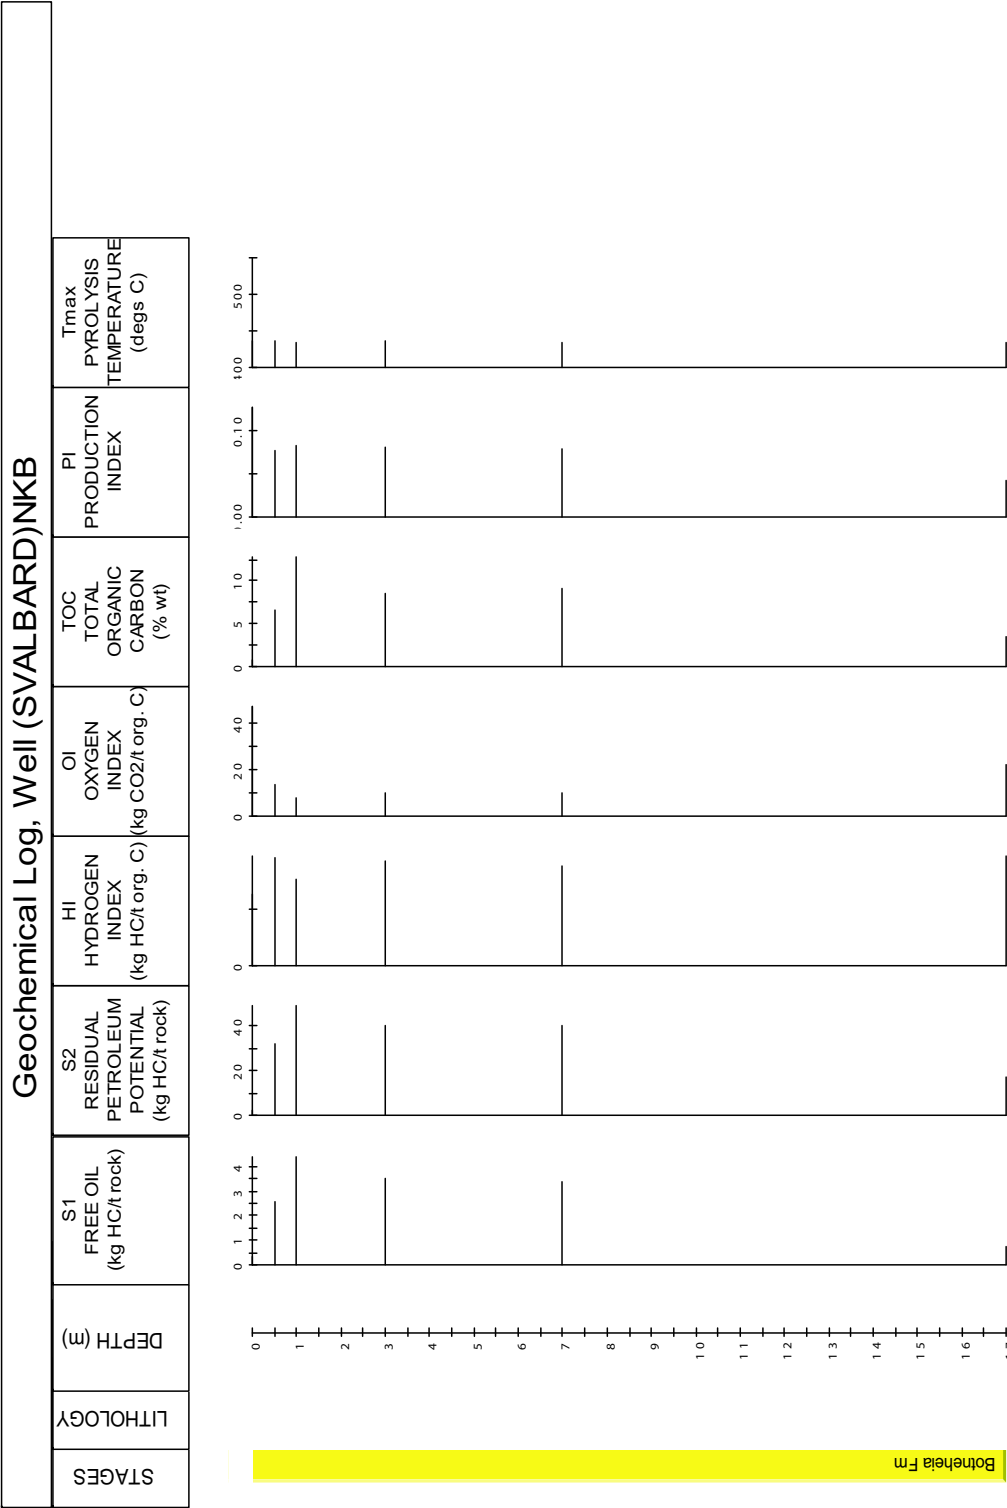 Geochemical Log, Well (SVALBARD)NKB
STAGES
LITHOLOGY
DEPTH (m)
S1
FREE OIL
(kg HC/t rock)
S2
RESIDUAL
PETROLEUM
POTENTIAL
(kg HC/t rock)
HI
HYDROGEN
INDEX
(kg HC/t org. C)
OI
OXYGEN
INDEX
(kg CO2/t org. C)
TOC
TOTAL
ORGANIC
CARBON
(% wt)
PI
PRODUCTION
INDEX
Tmax
PYROLYSIS
TEMPERATURE
(degs C)
Botneheia Fm
0
1
2
3
4
5
6
7
8
9
10
11
12
13
14
15
16
0 1 2 3 4
0 20 40
0
0 20 40
0 5 10
.00 0.10
400 500